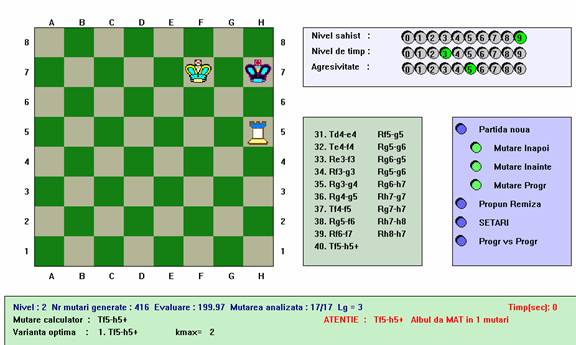 A B C D E F G H
8 8
7 7
6 6
5 5
4 4
3 3
2 2
1 1
A B C D E F G H
Nivel sahist : 0 1 2 3 4 5 6 7 8 9
Nivel de timp : 0 1 2 3 4 5 6 7 8 9
Agresivitate : 0 1 2 3 4 5 6 7 8 9
31. Td4-e4 Rf5-g5
32. Te4-f4 Rg5-g6
33. Re3-f3 Rg6-g5
34. Rf3-g3 Rg5-g6
35. Rg3-g4 Rg6-h7
36. Rg4-g5 Rh7-g7
37. Tf4-f5 Rg7-h7
38. Rg5-f6 Rh7-h8
39. Rf6-f7 Rh8-h7
40. Tf5-h5+
Partida noua
Mutare Inapoi
Mutare Inainte
Mutare Progr
Propun Remiza
SETARI
Progr vs Progr
Nivel : 2 Nr mutari generate : 416 Evaluare : 199.97 Mutarea analizata : 17/17 Lg = 3 Timp(sec): 0
Mutare calculator : Tf5-h5+ ATENTIE : Tf5-h5+ Albul da MAT in 1 mutari
Varianta optima : 1. Tf5-h5+ kmax= 2